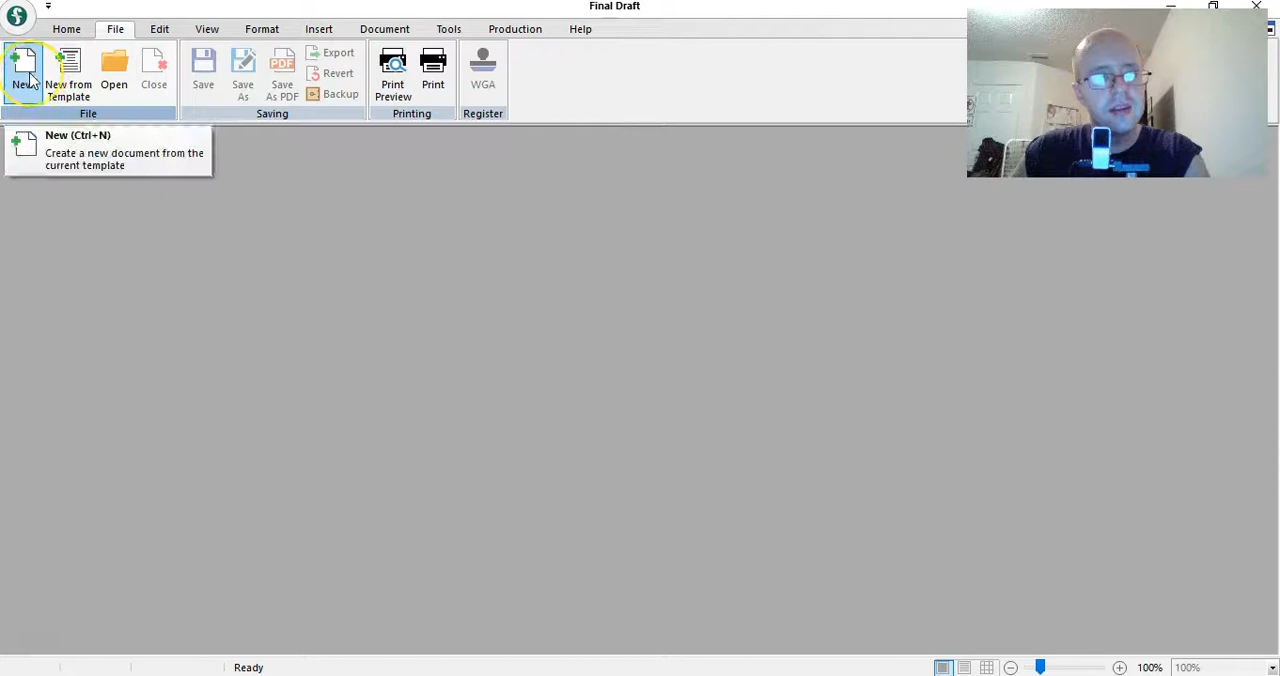 Final Draft
Home File Edit View Format Insert Document Tools Production Help
New
New from
Template
Open
Close
Save
Save
As
Save
As PDF
Export
Revert
Backup
Print
Preview
Print
WGA
File
Saving
Printing
Register
New (Ctrl+N)
Create a new document from the
current template
Ready
100%
100%